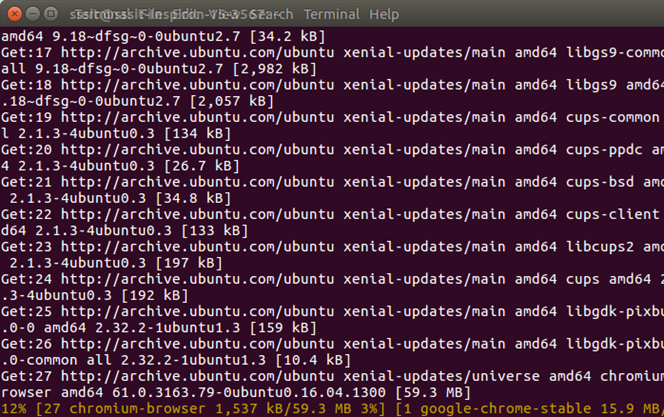 Terminal Help
amd64 9.18~dfsg~0-0ubuntu2.7 [34.2 kB]
Get:17 http://archive.ubuntu.com/ubuntu xenial-updates/main amd64 libgs9-commo
all 9.18~dfsg~0-0ubuntu2.7 [2,982 kB]
Get:18 http://archive.ubuntu.com/ubuntu xenial-updates/main amd64 libgs9 amd64
.18~dfsg~0-0ubuntu2.7 [2,057 kB]
Get:19 http://archive.ubuntu.com/ubuntu xenial-updates/main amd64 cups-common
l 2.1.3-4ubuntu0.3 [134 kB]
Get:20 http://archive.ubuntu.com/ubuntu xenial-updates/main amd64 cups-ppdc am
4 2.1.3-4ubuntu0.3 [26.7 kB]
Get:21 http://archive.ubuntu.com/ubuntu xenial-updates/main amd64 cups-bsd amd
 2.1.3-4ubuntu0.3 [34.8 kB]
Get:22 http://archive.ubuntu.com/ubuntu xenial-updates/main amd64 cups-client
d64 2.1.3-4ubuntu0.3 [133 kB]
Get:23 http://archive.ubuntu.com/ubuntu xenial-updates/main amd64 libcups2 amd
 2.1.3-4ubuntu0.3 [197 kB]
Get:24 http://archive.ubuntu.com/ubuntu xenial-updates/main amd64 cups amd64 2
.3-4ubuntu0.3 [192 kB]
Get:25 http://archive.ubuntu.com/ubuntu xenial-updates/main amd64 libgdk-pixbu
.0-0 amd64 2.32.2-1ubuntu1.3 [159 kB]
Get:26 http://archive.ubuntu.com/ubuntu xenial-updates/main amd64 libgdk-pixbu
.0-common all 2.32.2-1ubuntu1.3 [10.4 kB]
Get:27 http://archive.ubuntu.com/ubuntu xenial-updates/universe amd64 chromium
rowser amd64 61.0.3163.79-0ubuntu0.16.04.1300 [59.3 MB]
12% [27 chromium-browser 1,537 kB/59.3 MB 3%] [1 google-chrome-stable 15.9 MB/